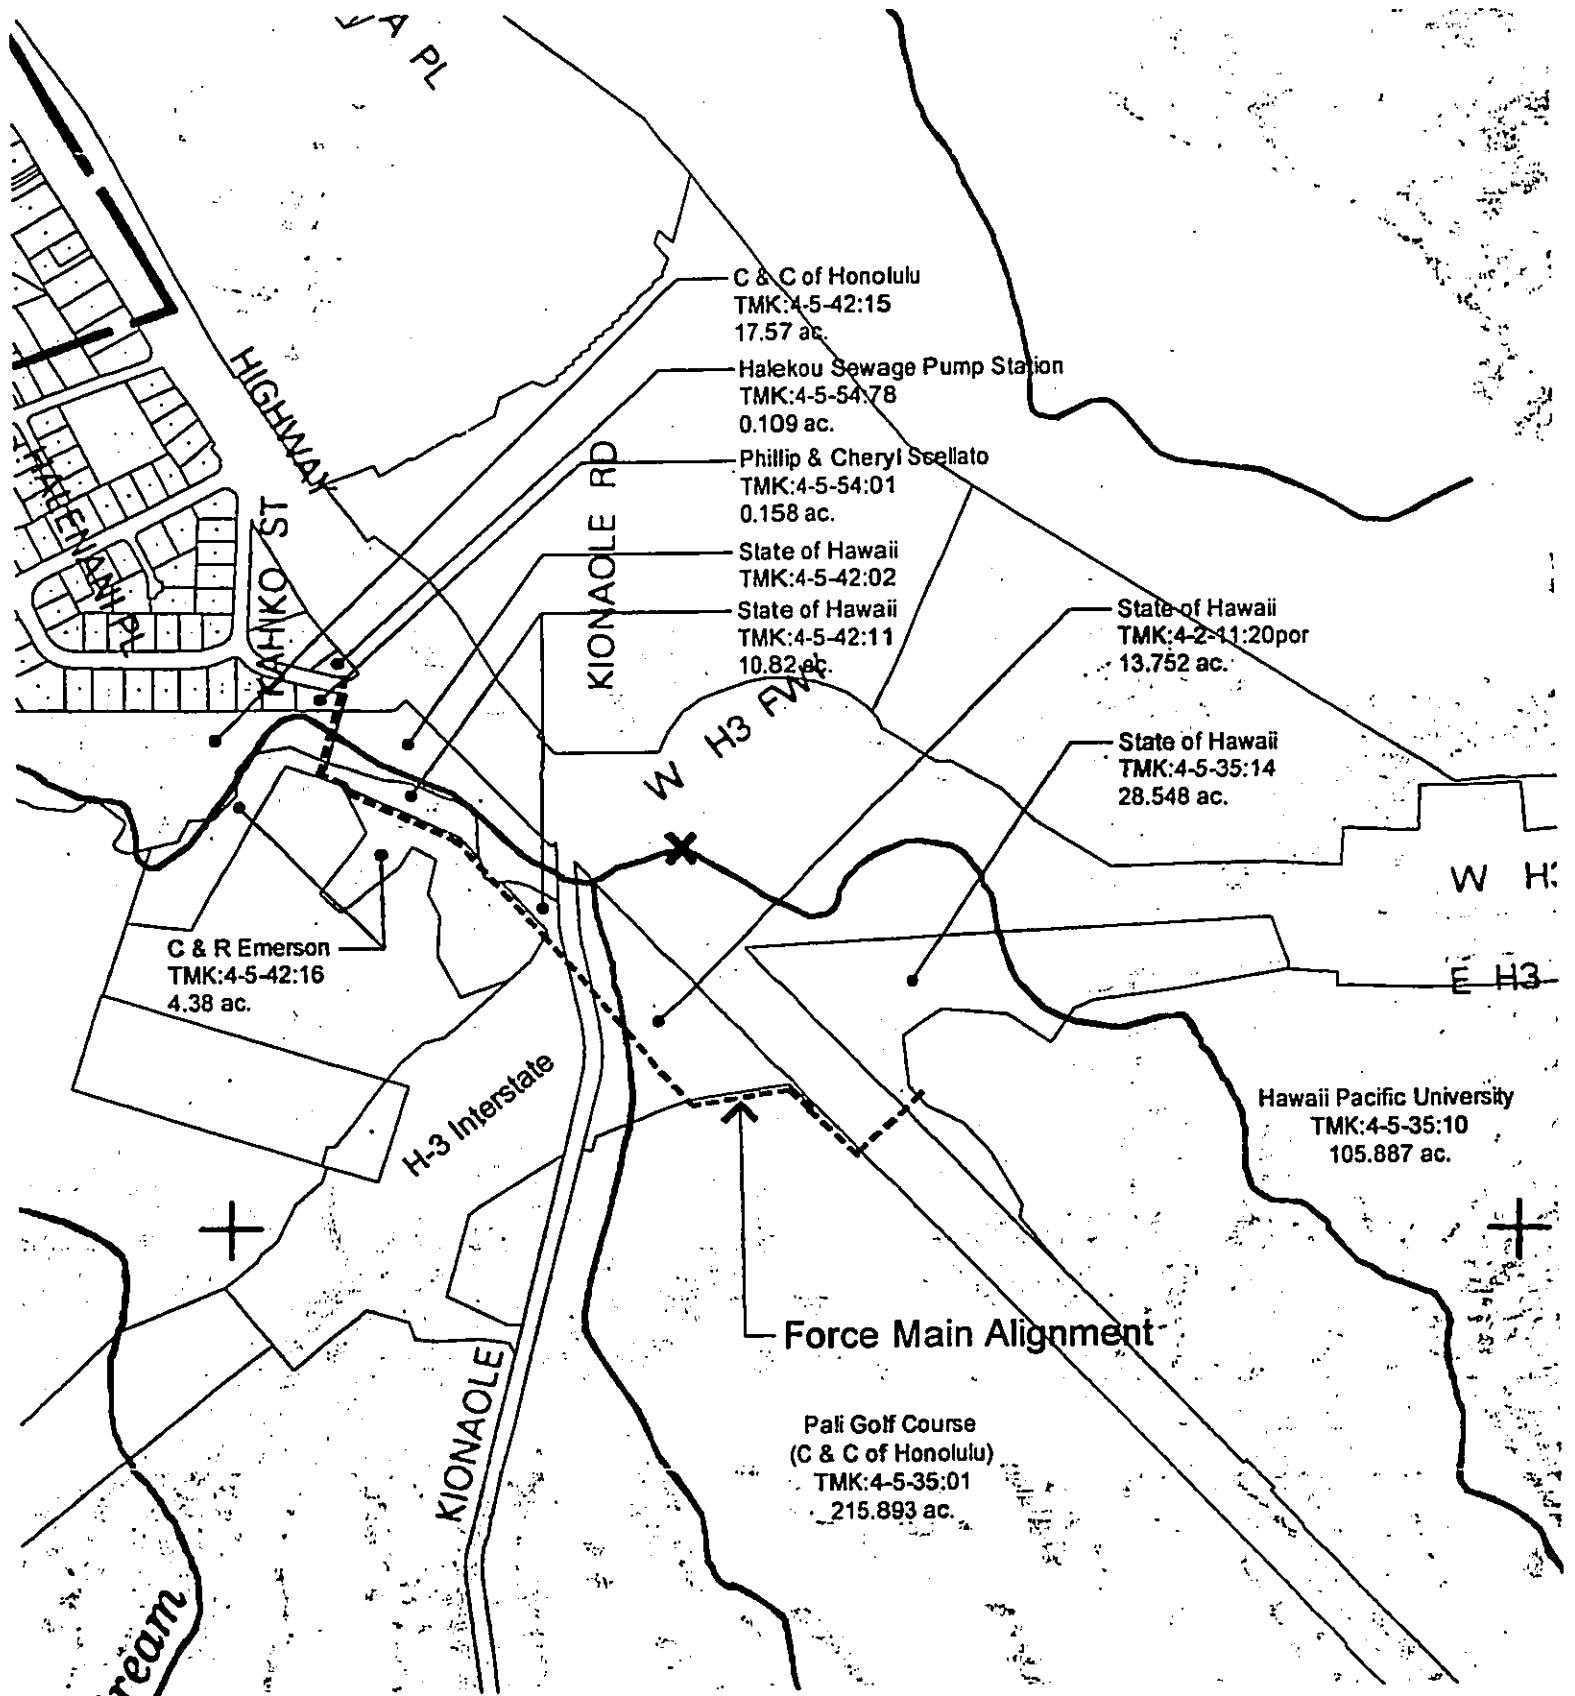 A PL
HIGHWAY
C & C of Honolulu
TMK:4-5-42:15
17.57 ac.
Halekou Sewage Pump Station
TMK:4-5-54:78
0.109 ac.
KIONAOLE RD
Phillip & Cheryl Scellato
TMK:4-5-54:01
0.158 ac.
HALENANI PL
KAHNKO ST
State of Hawaii
TMK:4-5-42:02
State of Hawaii
TMK:4-5-42:11
10.82 ac.
State of Hawaii
TMK:4-2-11:20por
13.752 ac.
W H3 FWY
State of Hawaii
TMK:4-5-35:14
28.548 ac.
W H3
C & R Emerson
TMK:4-5-42:16
4.38 ac.
E H3
H-3 Interstate
Hawaii Pacific University
TMK:4-5-35:10
105.887 ac.
Force Main Alignment
KIONAOLE
Pali Golf Course
(C & C of Honolulu)
TMK:4-5-35:01
215.893 ac.
ream